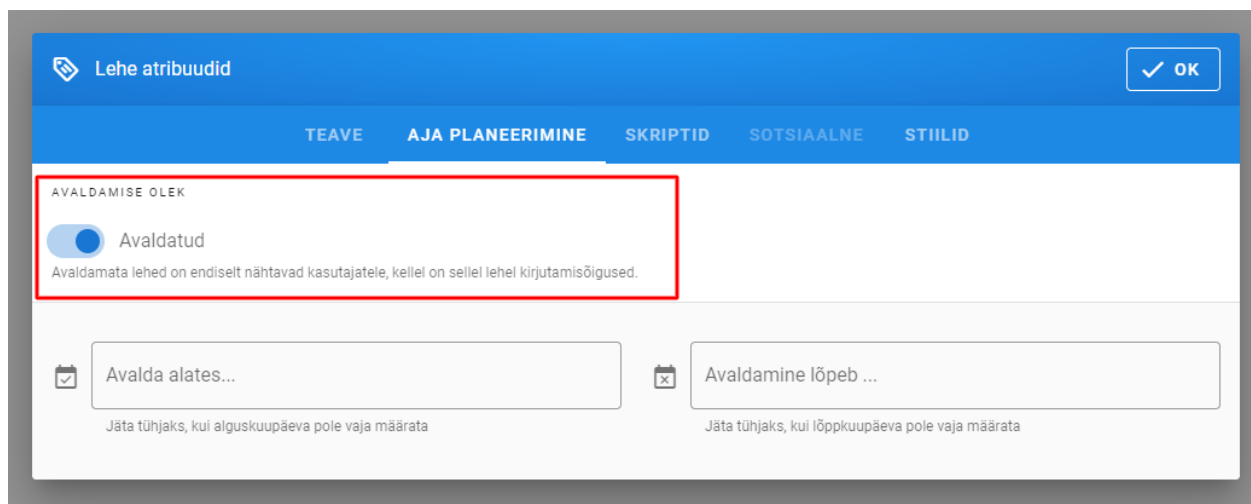 Lehe atribuudid
OK
TEAVE AJA PLANEERIMINE SKRIPTID SOTSIAALNE STIILID
AVALDAMISE OLEK
Avaldatud
Avaldamata lehed on endiselt nähtavad kasutajatele, kellel on sellel lehel kirjutamisõigused.
Avalda alates...
Jäta tühjaks, kui alguskuupäeva pole vaja määrata
Avaldamine lõpeb ...
Jäta tühjaks, kui lõppkuupäeva pole vaja määrata